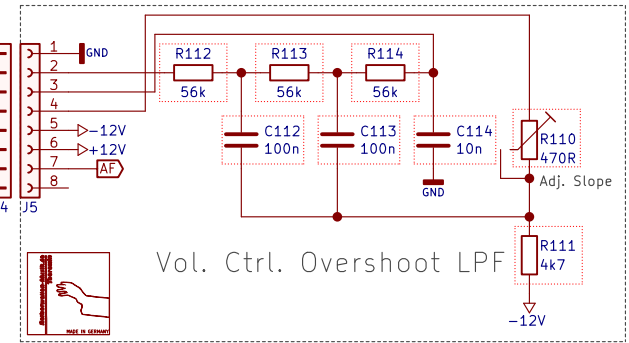 1 GND
2
3
4
5 -12V
6 +12V
7 AF
8
4 J5
R112
56k
R113
56k
R114
56k
C112
100n
C113
100n
C114
10n
GND
R110
470R
Adj. Slope
R111
4k7
-12V
Vol. Ctrl. Overshoot LPF
MADE IN GERMANY